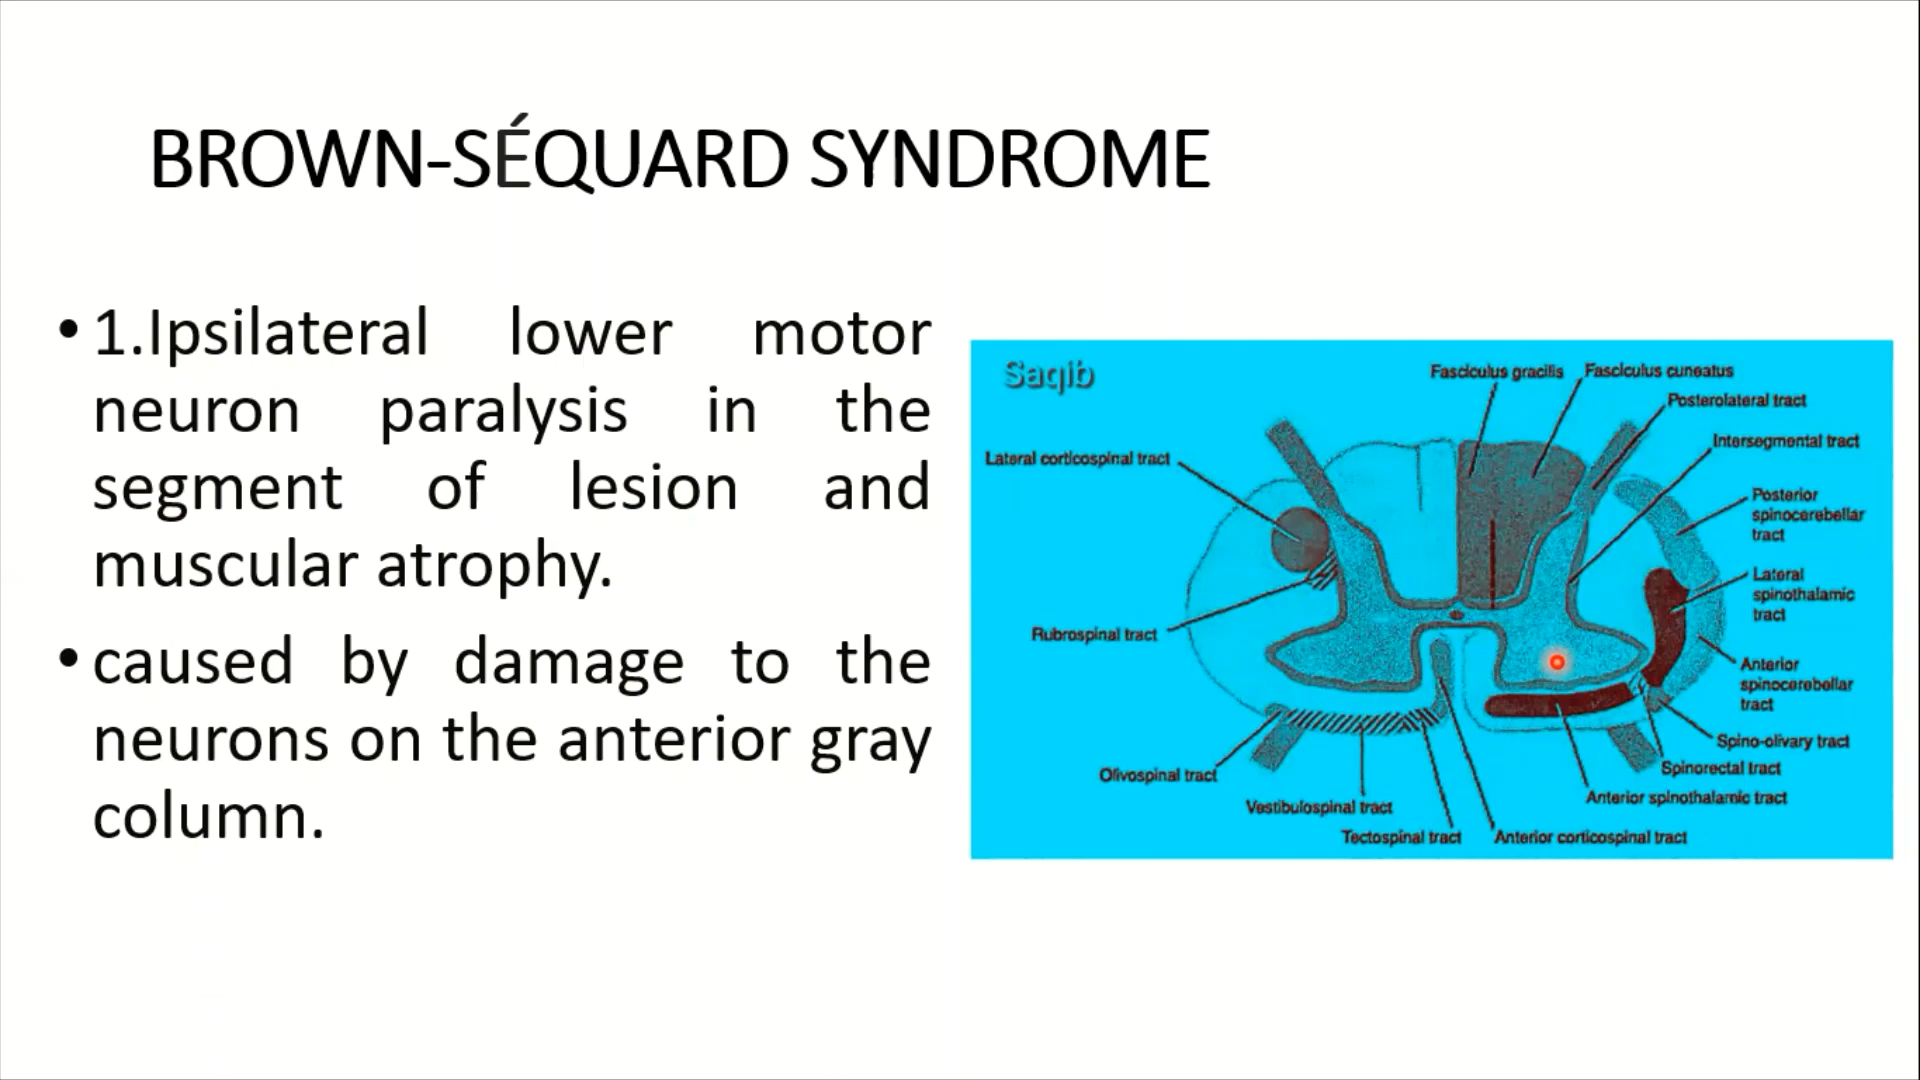 BROWN-SÉQUARD SYNDROME
• 1.Ipsilateral lower motor
neuron paralysis in the
segment of lesion and
muscular atrophy.
• caused by damage to the
neurons on the anterior gray
column.
Saqib
Fasciculus gracilis
Fasciculus cuneatus
Posterolateral tract
Intersegmental tract
Lateral corticospinal tract
Posterior
spinocerebellar
tract
Lateral
spinothalamic
tract
Rubrospinal tract
Anterior
spinocerebellar
tract
Spino-olivary tract
Spinorectal tract
Olivospinal tract
Anterior spinothalamic tract
Vestibulospinal tract
Tectospinal tract
Anterior corticospinal tract